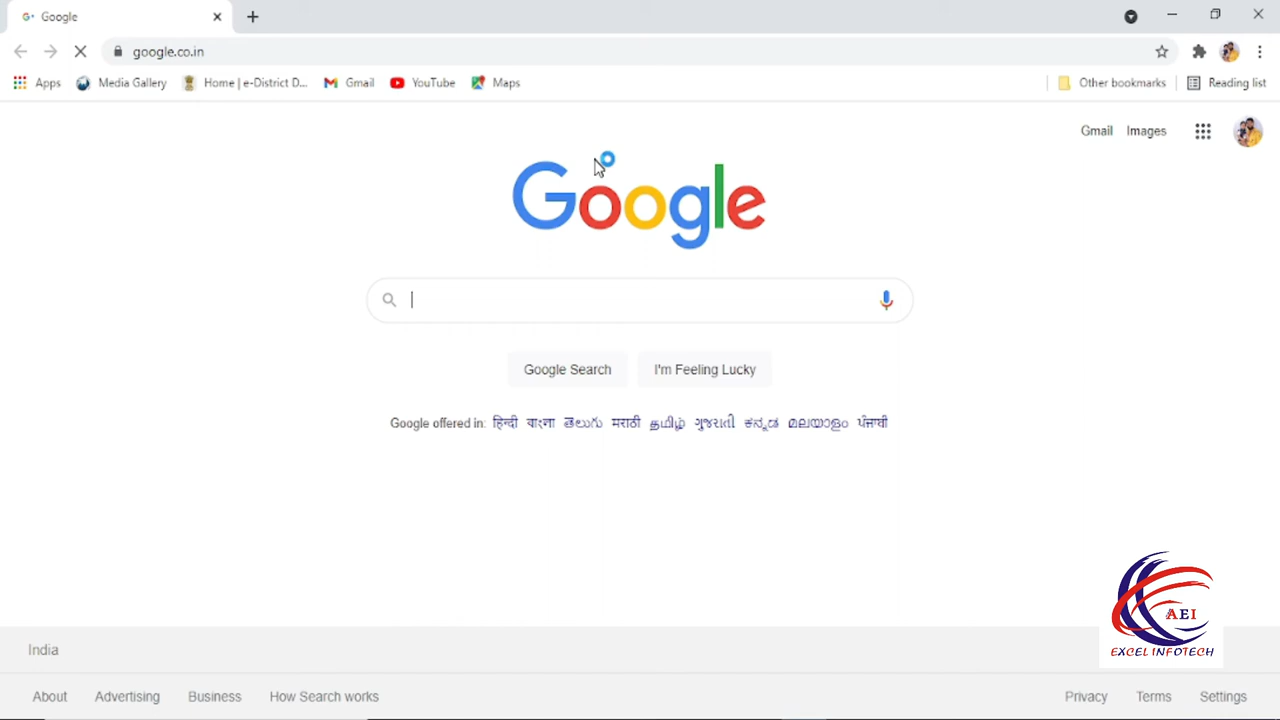 Google
google.co.in
Apps Media Gallery Home | e-District D... Gmail YouTube Maps Other bookmarks Reading list
Gmail Images
Google
Google Search I'm Feeling Lucky
Google offered in: हिन्दी বাংলা తెలుగు मराठी தமிழ் ગુજરાતી ಕನ್ನಡ മലയാളം ਪੰਜਾਬੀ
AEI
EXCEL INFOTECH
India
About Advertising Business How Search works Privacy Terms Settings